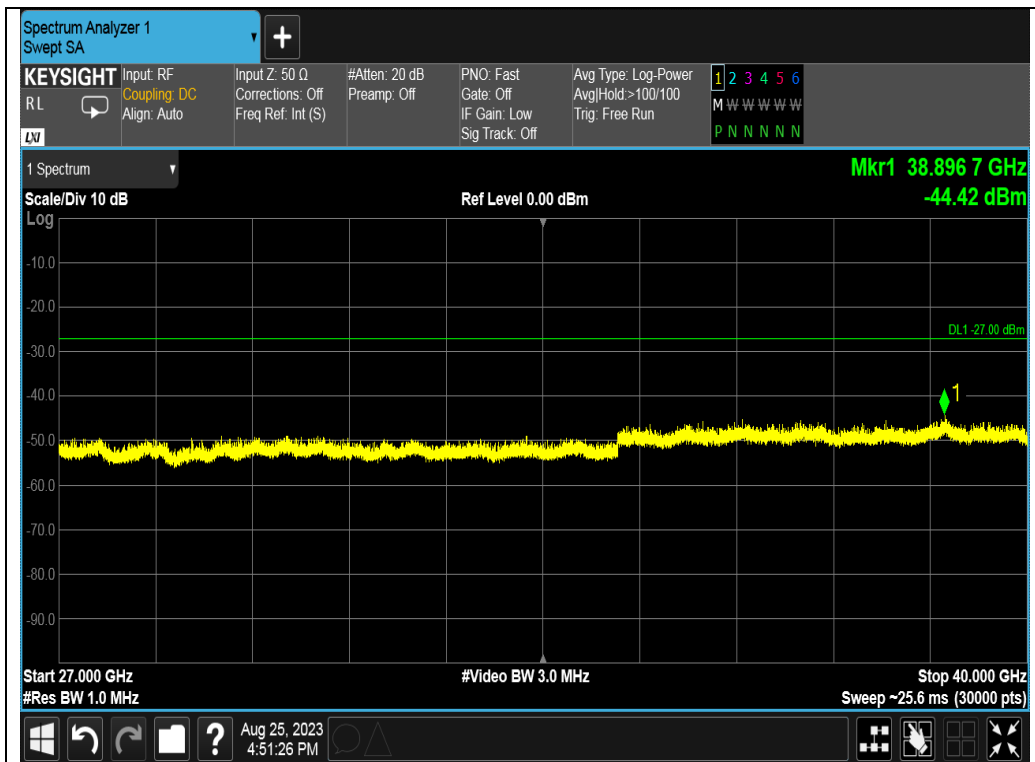 Spectrum Analyzer 1
Swept SA
+
KEYSIGHT
RL
LXI
Input: RF
Coupling: DC
Align: Auto
Input Z: 50 Ω
Corrections: Off
Freq Ref: Int (S)
#Atten: 20 dB
Preamp: Off
PNO: Fast
Gate: Off
IF Gain: Low
Sig Track: Off
Avg Type: Log-Power
Avg|Hold:>100/100
Trig: Free Run
1 2 3 4 5 6
M W W W W W
P N N N N N
1 Spectrum
Mkr1 38.896 7 GHz
-44.42 dBm
Scale/Div 10 dB
Ref Level 0.00 dBm
Log
-10.0
-20.0
DL1 -27.00 dBm
-30.0
-40.0
1
-50.0
-60.0
-70.0
-80.0
-90.0
Start 27.000 GHz
#Video BW 3.0 MHz
Stop 40.000 GHz
#Res BW 1.0 MHz
Sweep ~25.6 ms (30000 pts)
?
Aug 25, 2023
4:51:26 PM